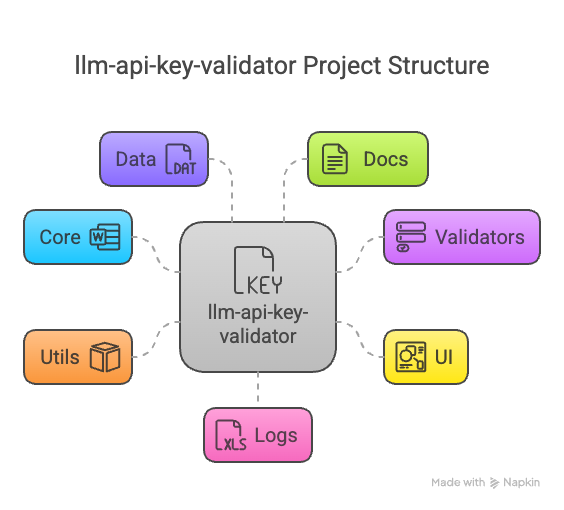 llm-api-key-validator Project Structure
Data
DAT
Docs
Core
W
Validators
KEY
llm-api-key-
validator
Utils
UI
XLS
Logs
Made with Napkin